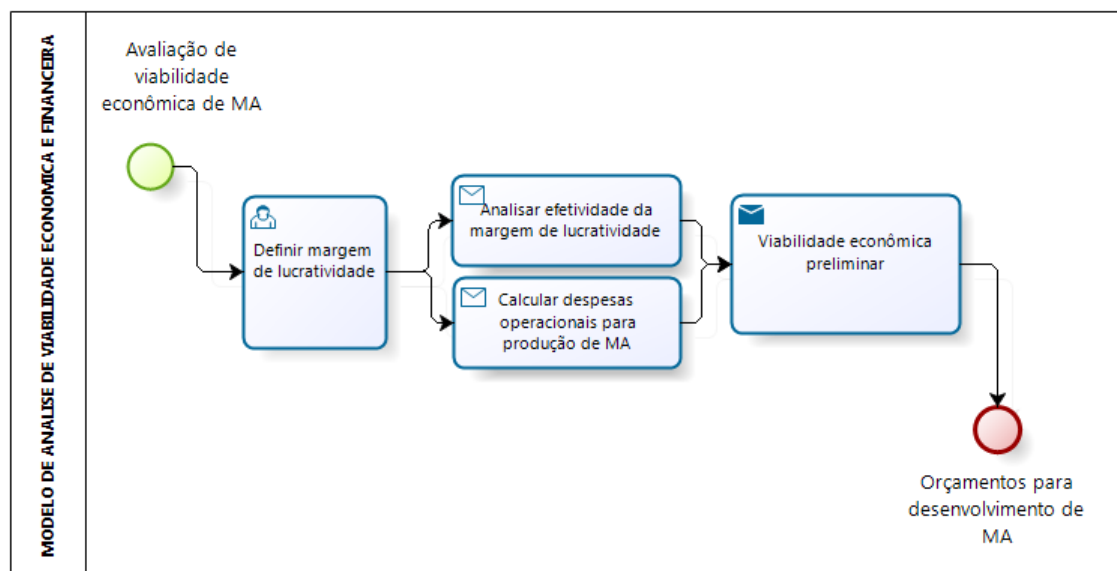 MODELO DE ANALISE DE VIABILIDADE ECONOMICA E FINANCEIRA
Avaliação de
viabilidade
econômica de MA
Definir margem
de lucratividade
Analisar efetividade da
margem de lucratividade
Calcular despesas
operacionais para
produção de MA
Viabilidade econômica
preliminar
Orçamentos para
desenvolvimento de
MA